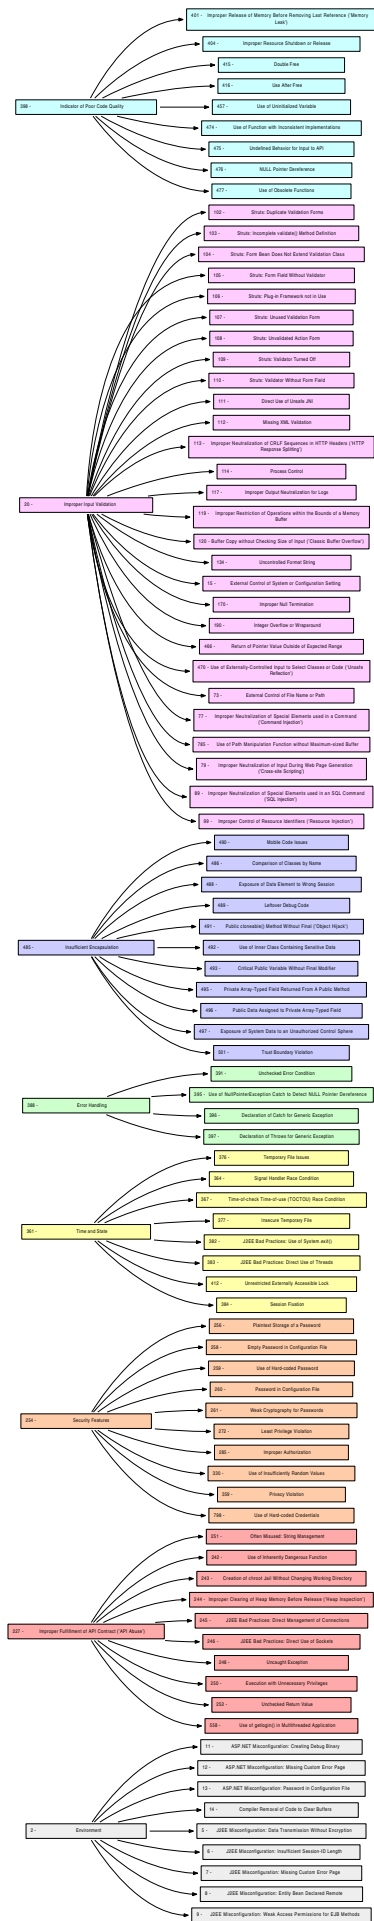 401 - Improper Release of Memory Before Removing Last Reference ('Memory
Leak')
404 - Improper Resource Shutdown or Release
415 - Double Free
416 - Use After Free
398 - Indicator of Poor Code Quality
457 - Use of Uninitialized Variable
474 - Use of Function with Inconsistent Implementations
475 - Undefined Behavior for Input to API
476 - NULL Pointer Dereference
477 - Use of Obsolete Functions
102 - Struts: Duplicate Validation Forms
103 - Struts: Incomplete validate() Method Definition
104 - Struts: Form Bean Does Not Extend Validation Class
105 - Struts: Form Field Without Validator
106 - Struts: Plug-in Framework not in Use
107 - Struts: Unused Validation Form
108 - Struts: Unvalidated Action Form
109 - Struts: Validator Turned Off
110 - Struts: Validator Without Form Field
111 - Direct Use of Unsafe JNI
112 - Missing XML Validation
113 - Improper Neutralization of CRLF Sequences in HTTP Headers ('HTTP
Response Splitting')
114 - Process Control
117 - Improper Output Neutralization for Logs
20 - Improper Input Validation
119 - Improper Restriction of Operations within the Bounds of a Memory
Buffer
120 - Buffer Copy without Checking Size of Input ('Classic Buffer Overflow')
134 - Uncontrolled Format String
15 - External Control of System or Configuration Setting
170 - Improper Null Termination
190 - Integer Overflow or Wraparound
466 - Return of Pointer Value Outside of Expected Range
470 - Use of Externally-Controlled Input to Select Classes or Code ('Unsafe
Reflection')
73 - External Control of File Name or Path
77 - Improper Neutralization of Special Elements used in a Command
('Command Injection')
785 - Use of Path Manipulation Function without Maximum-sized Buffer
79 - Improper Neutralization of Input During Web Page Generation
('Cross-site Scripting')
89 - Improper Neutralization of Special Elements used in an SQL Command
('SQL Injection')
99 - Improper Control of Resource Identifiers ('Resource Injection')
490 - Mobile Code Issues
486 - Comparison of Classes by Name
488 - Exposure of Data Element to Wrong Session
489 - Leftover Debug Code
491 - Public cloneable() Method Without Final ('Object Hijack')
485 - Insufficient Encapsulation
492 - Use of Inner Class Containing Sensitive Data
493 - Critical Public Variable Without Final Modifier
495 - Private Array-Typed Field Returned From A Public Method
496 - Public Data Assigned to Private Array-Typed Field
497 - Exposure of System Data to an Unauthorized Control Sphere
501 - Trust Boundary Violation
391 - Unchecked Error Condition
395 - Use of NullPointerException Catch to Detect NULL Pointer Dereference
388 - Error Handling
396 - Declaration of Catch for Generic Exception
397 - Declaration of Throws for Generic Exception
376 - Temporary File Issues
364 - Signal Handler Race Condition
367 - Time-of-check Time-of-use (TOCTOU) Race Condition
377 - Insecure Temporary File
361 - Time and State
382 - J2EE Bad Practices: Use of System.exit()
383 - J2EE Bad Practices: Direct Use of Threads
412 - Unrestricted Externally Accessible Lock
384 - Session Fixation
256 - Plaintext Storage of a Password
258 - Empty Password in Configuration File
259 - Use of Hard-coded Password
260 - Password in Configuration File
261 - Weak Cryptography for Passwords
254 - Security Features
272 - Least Privilege Violation
285 - Improper Authorization
330 - Use of Insufficiently Random Values
359 - Privacy Violation
798 - Use of Hard-coded Credentials
251 - Often Misused: String Management
242 - Use of Inherently Dangerous Function
243 - Creation of chroot Jail Without Changing Working Directory
244 - Improper Clearing of Heap Memory Before Release ('Heap Inspection')
245 - J2EE Bad Practices: Direct Management of Connections
227 - Improper Fulfillment of API Contract ('API Abuse')
246 - J2EE Bad Practices: Direct Use of Sockets
248 - Uncaught Exception
250 - Execution with Unnecessary Privileges
252 - Unchecked Return Value
558 - Use of getlogin() in Multithreaded Application
11 - ASP.NET Misconfiguration: Creating Debug Binary
12 - ASP.NET Misconfiguration: Missing Custom Error Page
13 - ASP.NET Misconfiguration: Password in Configuration File
14 - Compiler Removal of Code to Clear Buffers
2 - Environment
5 - J2EE Misconfiguration: Data Transmission Without Encryption
6 - J2EE Misconfiguration: Insufficient Session-ID Length
7 - J2EE Misconfiguration: Missing Custom Error Page
8 - J2EE Misconfiguration: Entity Bean Declared Remote
9 - J2EE Misconfiguration: Weak Access Permissions for EJB Methods